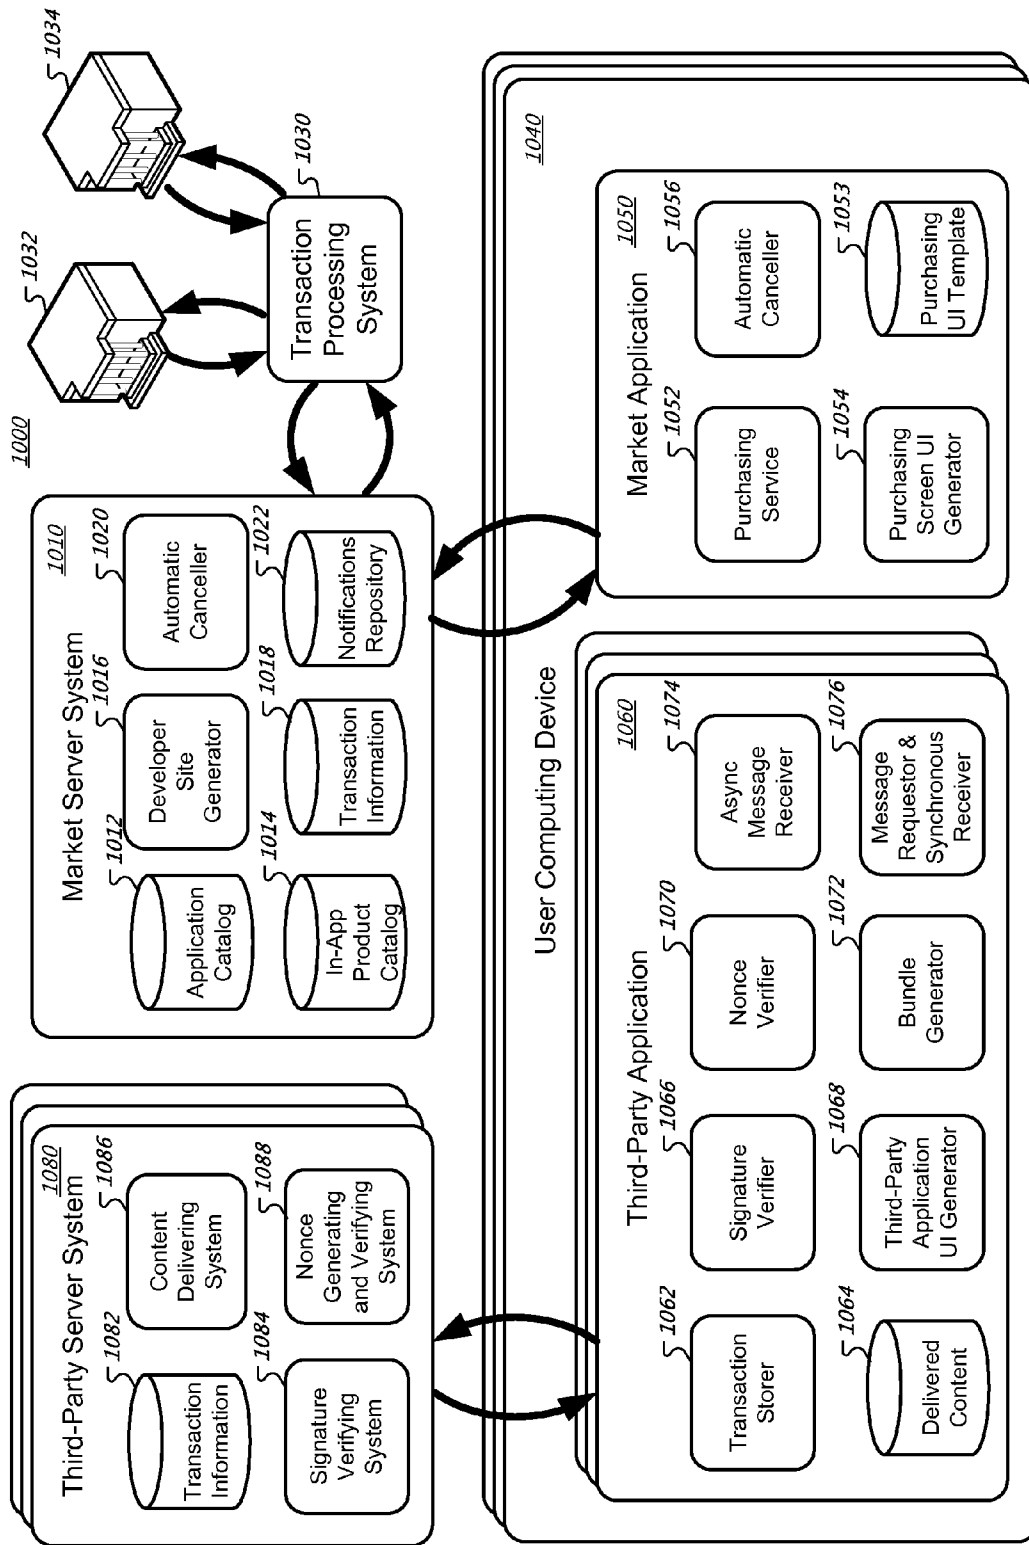 1000
1032
1034
Transaction
Processing
System
1030
Third-Party Server System
1080
Transaction
Information
1082
Content
Delivering
System
1086
Signature
Verifying
System
1084
Nonce
Generating
and Verifying
System
1088
Market Server System
1010
Application
Catalog
1012
Developer
Site
Generator
1016
Automatic
Canceller
1020
In-App
Product
Catalog
1014
Transaction
Information
1018
Notifications
Repository
1022
User Computing Device
1040
Third-Party Application
1060
Transaction
Storer
1062
Signature
Verifier
1066
Nonce
Verifier
1070
Async
Message
Receiver
1074
Delivered
Content
1064
Third-Party
Application
UI Generator
1068
Bundle
Generator
1072
Message
Requestor &
Synchronous
Receiver
1076
Market Application
1050
Purchasing
Service
1052
Automatic
Canceller
1056
Purchasing
Screen UI
Generator
1054
Purchasing
UI Template
1053